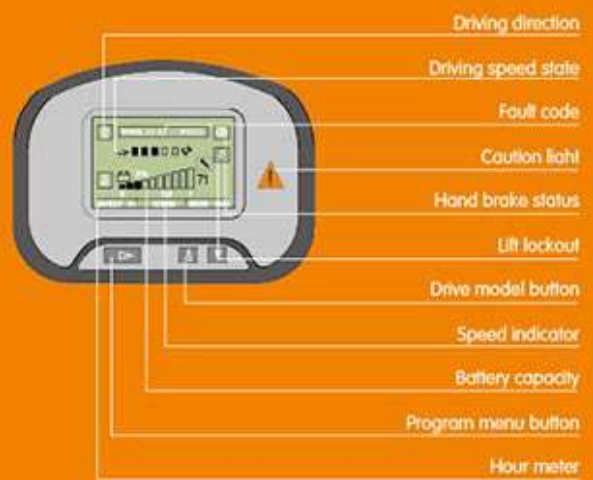 Driving direction
Driving speed state
Fault code
Caution light
Hand brake status
Lift lockout
Drive model button
Speed indicator
Battery capacity
Program menu button
Hour meter
71